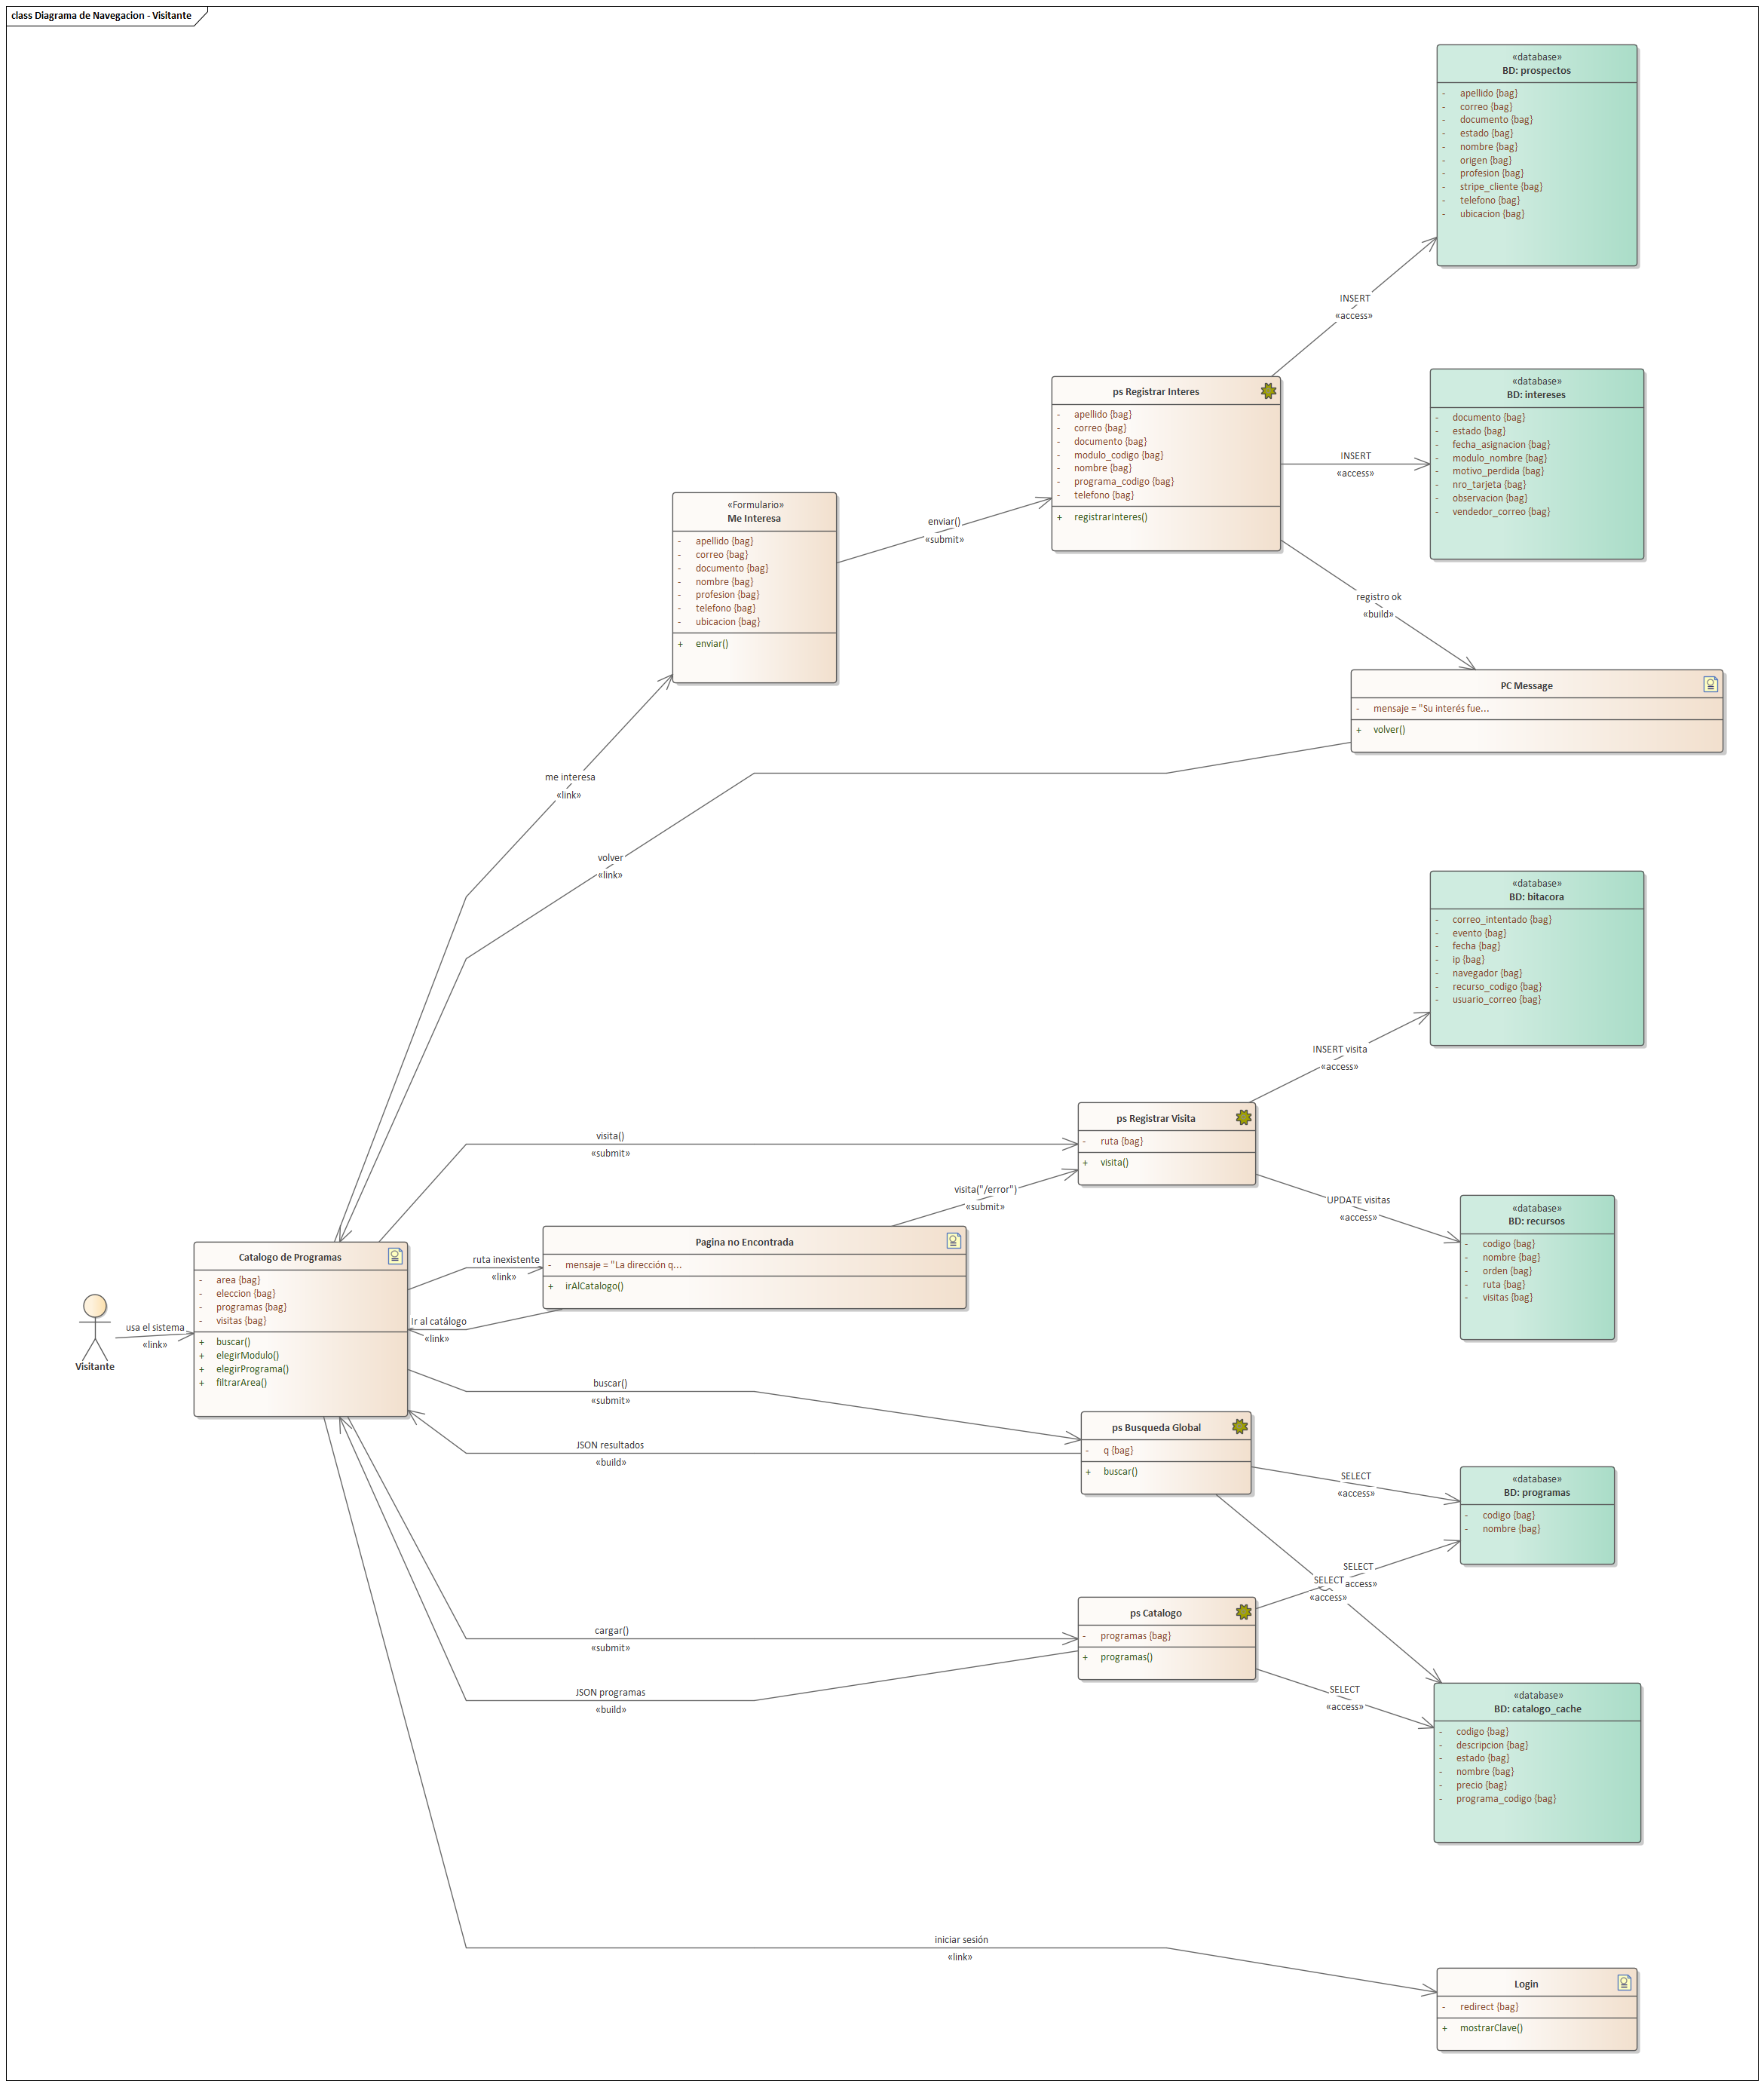 class Diagrama de Navegacion - Visitante
«database»
BD: prospectos
- apellido {bag}
- correo {bag}
- documento {bag}
- estado {bag}
- nombre {bag}
- origen {bag}
- profesion {bag}
- stripe_cliente {bag}
- telefono {bag}
- ubicacion {bag}
INSERT
«access»
ps Registrar Interes
- apellido {bag}
- correo {bag}
- documento {bag}
- modulo_codigo {bag}
- nombre {bag}
- programa_codigo {bag}
- telefono {bag}
+ registrarInteres()
INSERT
«access»
«database»
BD: intereses
- documento {bag}
- estado {bag}
- fecha_asignacion {bag}
- modulo_nombre {bag}
- motivo_perdida {bag}
- nro_tarjeta {bag}
- observacion {bag}
- vendedor_correo {bag}
«Formulario»
Me Interesa
- apellido {bag}
- correo {bag}
- documento {bag}
- nombre {bag}
- profesion {bag}
- telefono {bag}
- ubicacion {bag}
+ enviar()
enviar()
«submit»
registro ok
«build»
PC Message
- mensaje = "Su interés fue...
+ volver()
me interesa
«link»
volver
«link»
«database»
BD: bitacora
- correo_intentado {bag}
- evento {bag}
- fecha {bag}
- ip {bag}
- navegador {bag}
- recurso_codigo {bag}
- usuario_correo {bag}
INSERT visita
«access»
ps Registrar Visita
- ruta {bag}
+ visita()
visita()
«submit»
visita("/error")
«submit»
UPDATE visitas
«access»
«database»
BD: recursos
- codigo {bag}
- nombre {bag}
- orden {bag}
- ruta {bag}
- visitas {bag}
Pagina no Encontrada
- mensaje = "La dirección q...
+ irAlCatalogo()
ruta inexistente
«link»
Ir al catálogo
«link»
Catalogo de Programas
- area {bag}
- eleccion {bag}
- programas {bag}
- visitas {bag}
+ buscar()
+ elegirModulo()
+ elegirPrograma()
+ filtrarArea()
usa el sistema
«link»
Visitante
buscar()
«submit»
JSON resultados
«build»
ps Busqueda Global
- q {bag}
+ buscar()
SELECT
«access»
«database»
BD: programas
- codigo {bag}
- nombre {bag}
SELECT
access»
SELECT
«access»
ps Catalogo
- programas {bag}
+ programas()
cargar()
«submit»
JSON programas
«build»
SELECT
«access»
«database»
BD: catalogo_cache
- codigo {bag}
- descripcion {bag}
- estado {bag}
- nombre {bag}
- precio {bag}
- programa_codigo {bag}
iniciar sesión
«link»
Login
- redirect {bag}
+ mostrarClave()